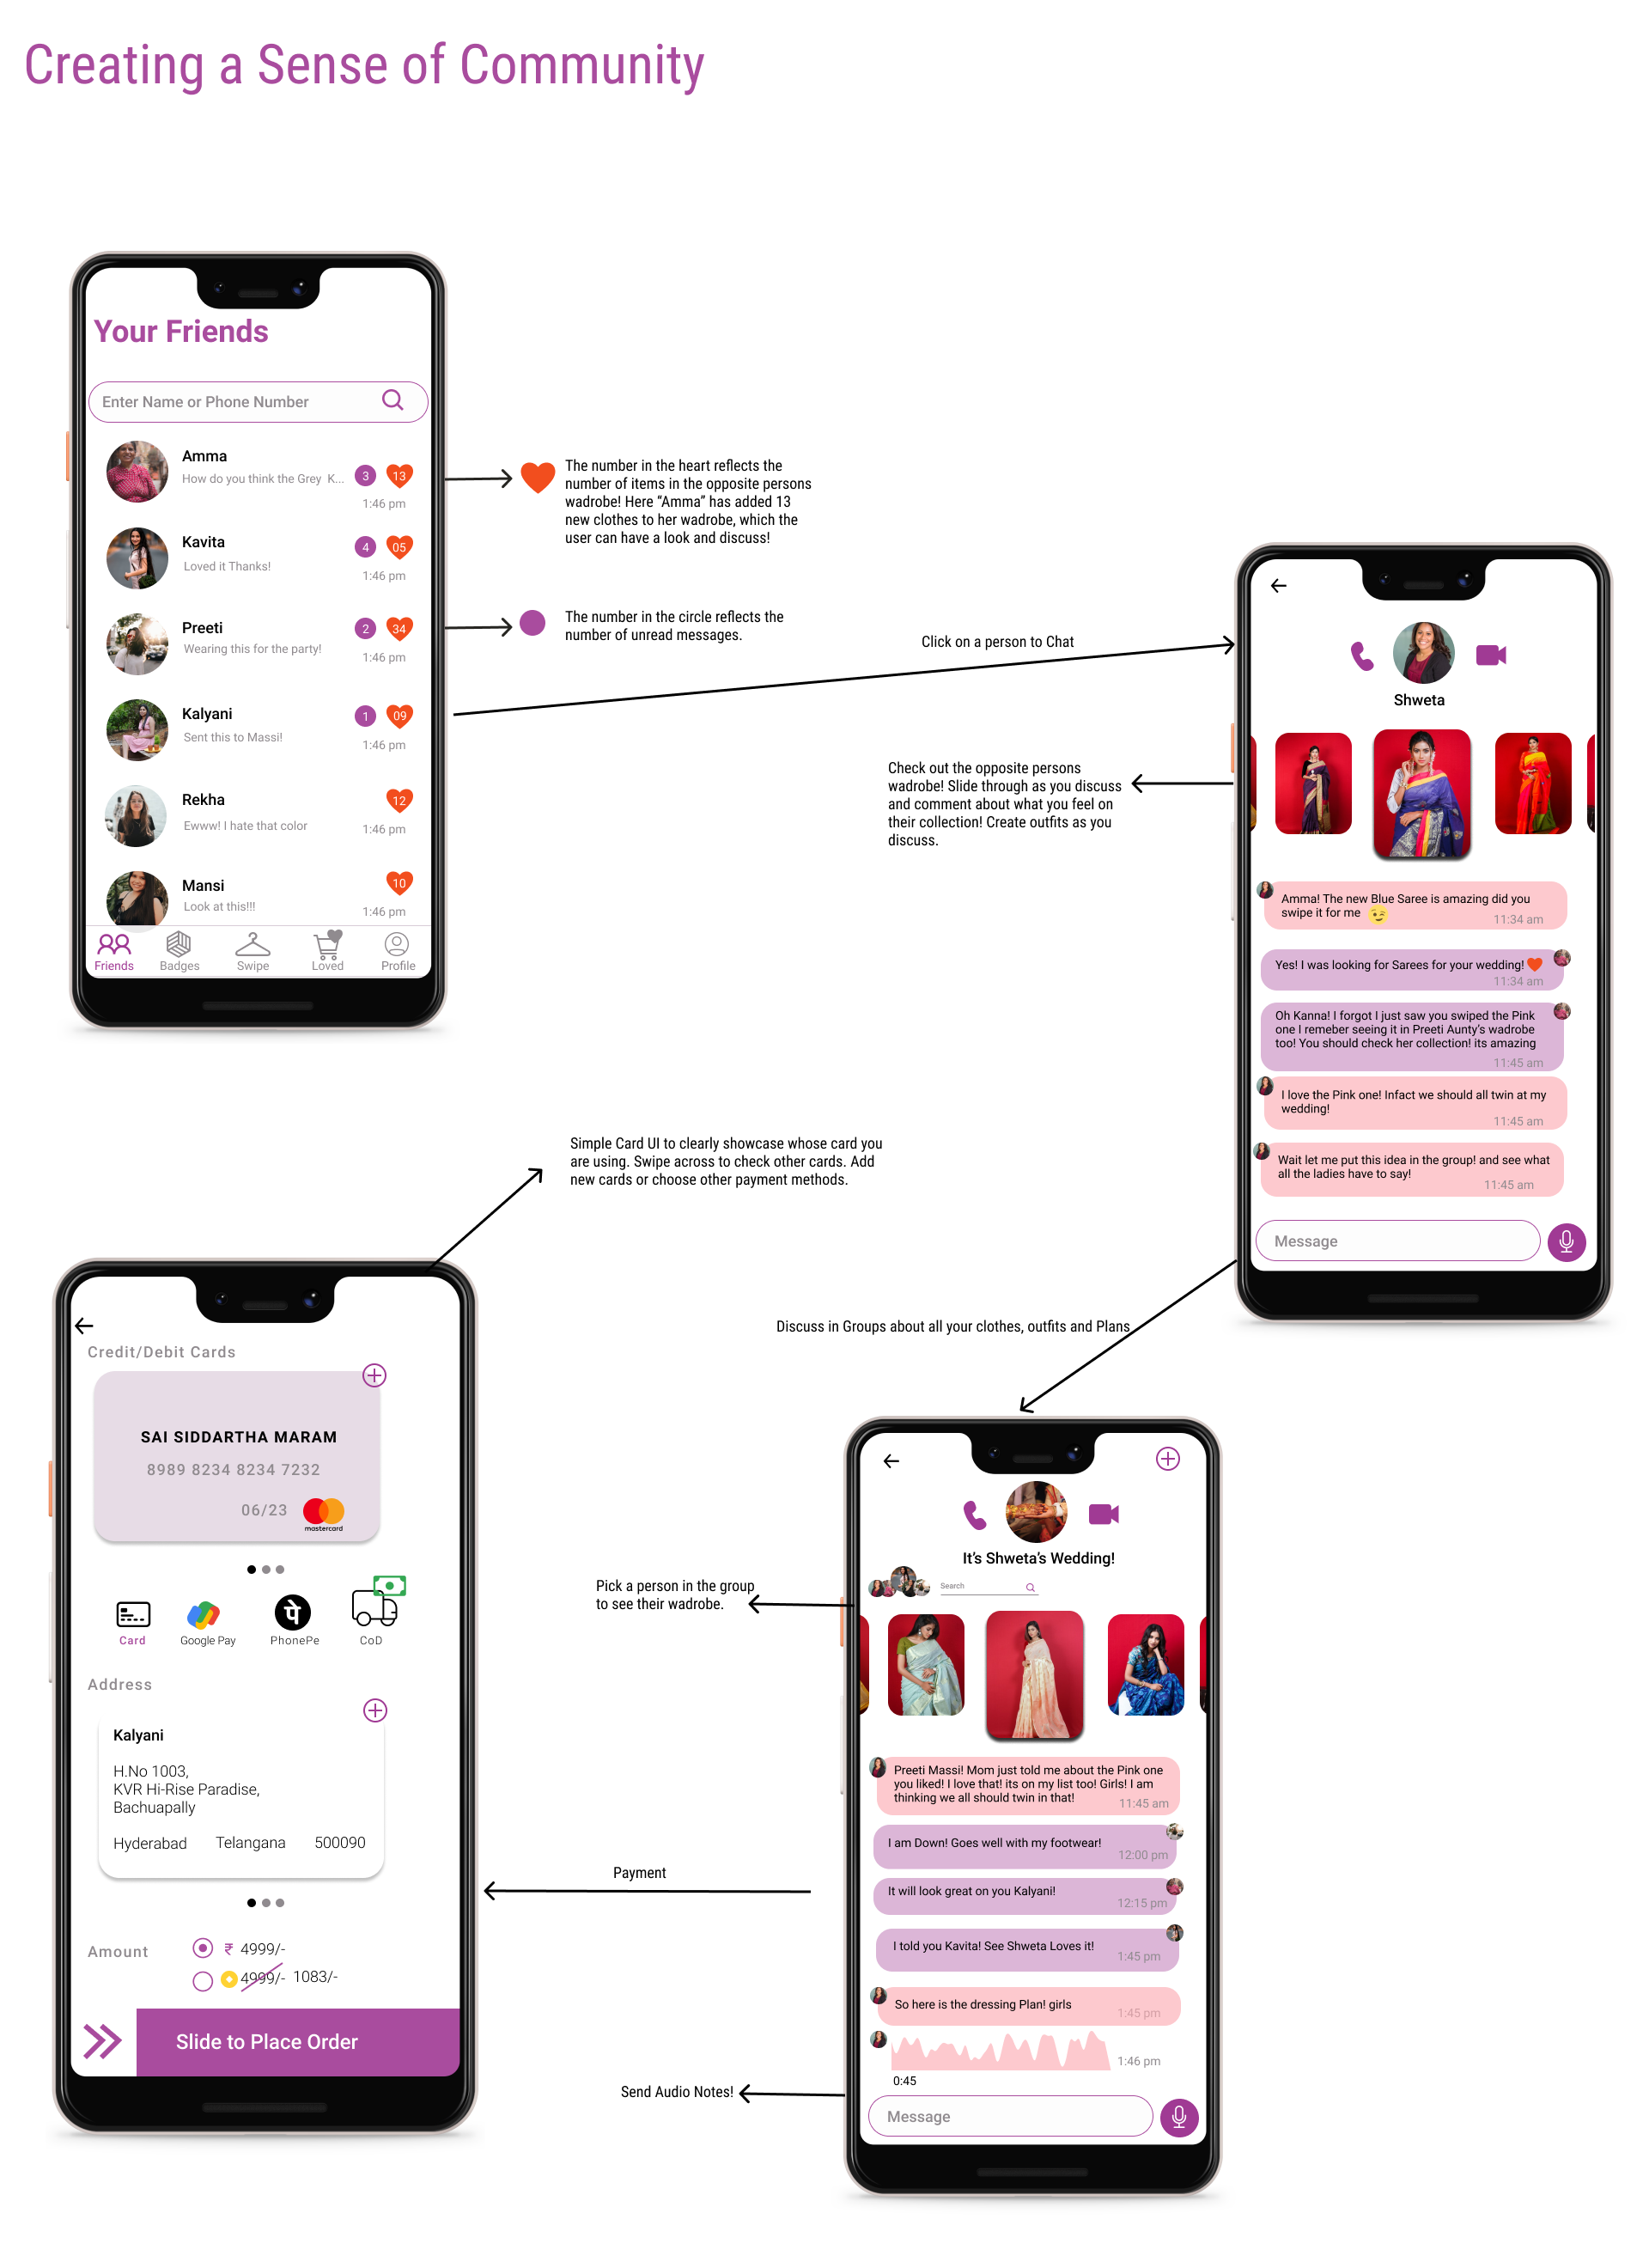 Creating a Sense of Community
Your Friends
Enter Name or Phone Number
Amma
How do you think the Grey K...
3
13
1:46 pm
Kavita
Loved it Thanks!
4
05
1:46 pm
Preeti
Wearing this for the party!
2
34
1:46 pm
Kalyani
Sent this to Massi!
1
09
1:46 pm
Rekha
Ewww! I hate that color
12
1:46 pm
Mansi
Look at this!!!
10
1:46 pm
Friends
Badges
Swipe
Loved
Profile
The number in the heart reflects the
number of items in the opposite persons
wadrobe! Here “Amma” has added 13
new clothes to her wadrobe, which the
user can have a look and discuss!
The number in the circle reflects the
number of unread messages.
Click on a person to Chat
Shweta
Check out the opposite persons
wadrobe! Slide through as you discuss
and comment about what you feel on
their collection! Create outfits as you
discuss.
Amma! The new Blue Saree is amazing did you
swipe it for me
11:34 am
Yes! I was looking for Sarees for your wedding!
11:34 am
Oh Kanna! I forgot I just saw you swiped the Pink
one I remeber seeing it in Preeti Aunty’s wadrobe
too! You should check her collection! its amazing
11:45 am
I love the Pink one! Infact we should all twin at my
wedding!
11:45 am
Wait let me put this idea in the group! and see what
all the ladies have to say!
11:45 am
Message
Simple Card UI to clearly showcase whose card you
are using. Swipe across to check other cards. Add
new cards or choose other payment methods.
Discuss in Groups about all your clothes, outfits and Plans
Credit/Debit Cards
SAI SIDDARTHA MARAM
8989 8234 8234 7232
06/23
mastercard
Card
Google Pay
पे
PhonePe
CoD
Address
Kalyani
H.No 1003,
KVR Hi-Rise Paradise,
Bachuapally
Hyderabad Telangana 500090
Amount
₹ 4999/-
4999/- 1083/-
Slide to Place Order
It’s Shweta’s Wedding!
Search
Pick a person in the group
to see their wadrobe.
Preeti Massi! Mom just told me about the Pink one
you liked! I love that! its on my list too! Girls! I am
thinking we all should twin in that!
11:45 am
I am Down! Goes well with my footwear!
12:00 pm
It will look great on you Kalyani!
12:15 pm
I told you Kavita! See Shweta Loves it!
1:45 pm
So here is the dressing Plan! girls
1:45 pm
1:46 pm
0:45
Message
Payment
Send Audio Notes!